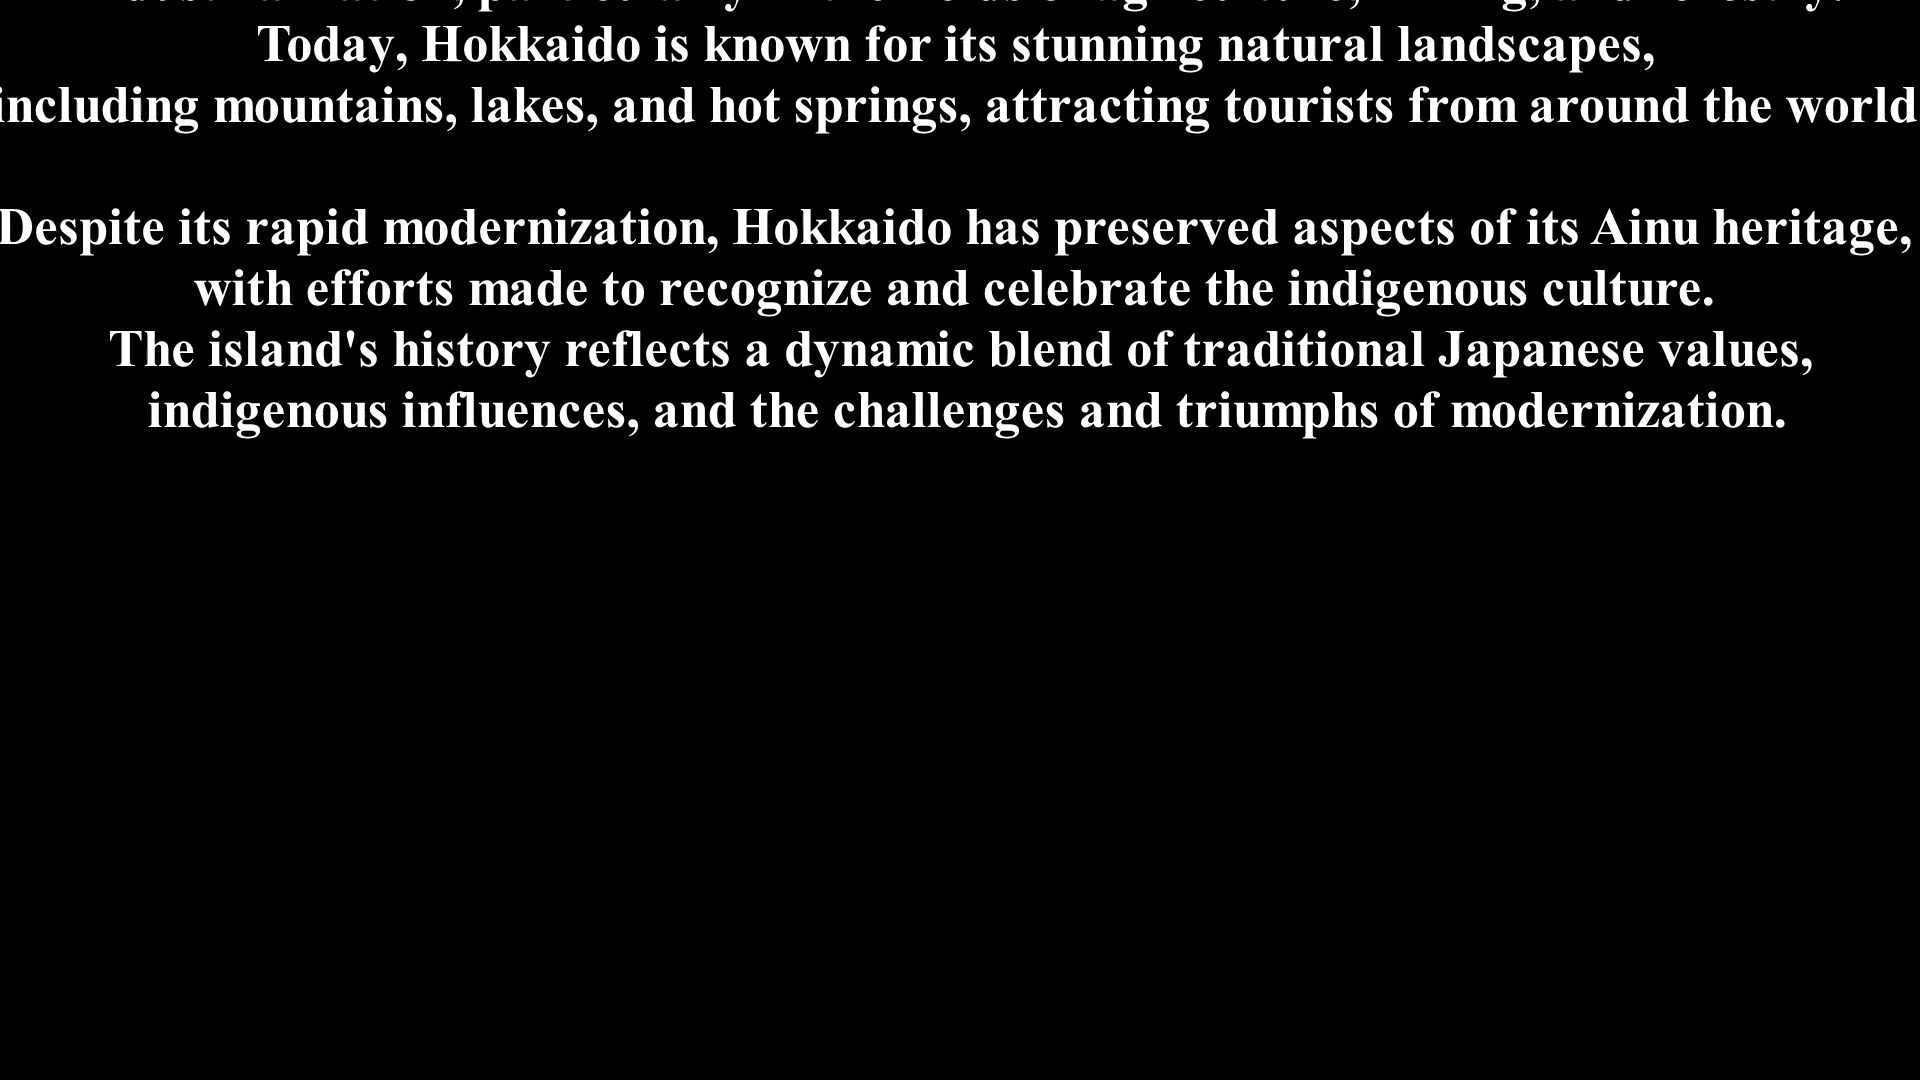 Today, Hokkaido is known for its stunning natural landscapes,
including mountains, lakes, and hot springs, attracting tourists from around the world
Despite its rapid modernization, Hokkaido has preserved aspects of its Ainu heritage,
with efforts made to recognize and celebrate the indigenous culture.
The island's history reflects a dynamic blend of traditional Japanese values,
indigenous influences, and the challenges and triumphs of modernization.